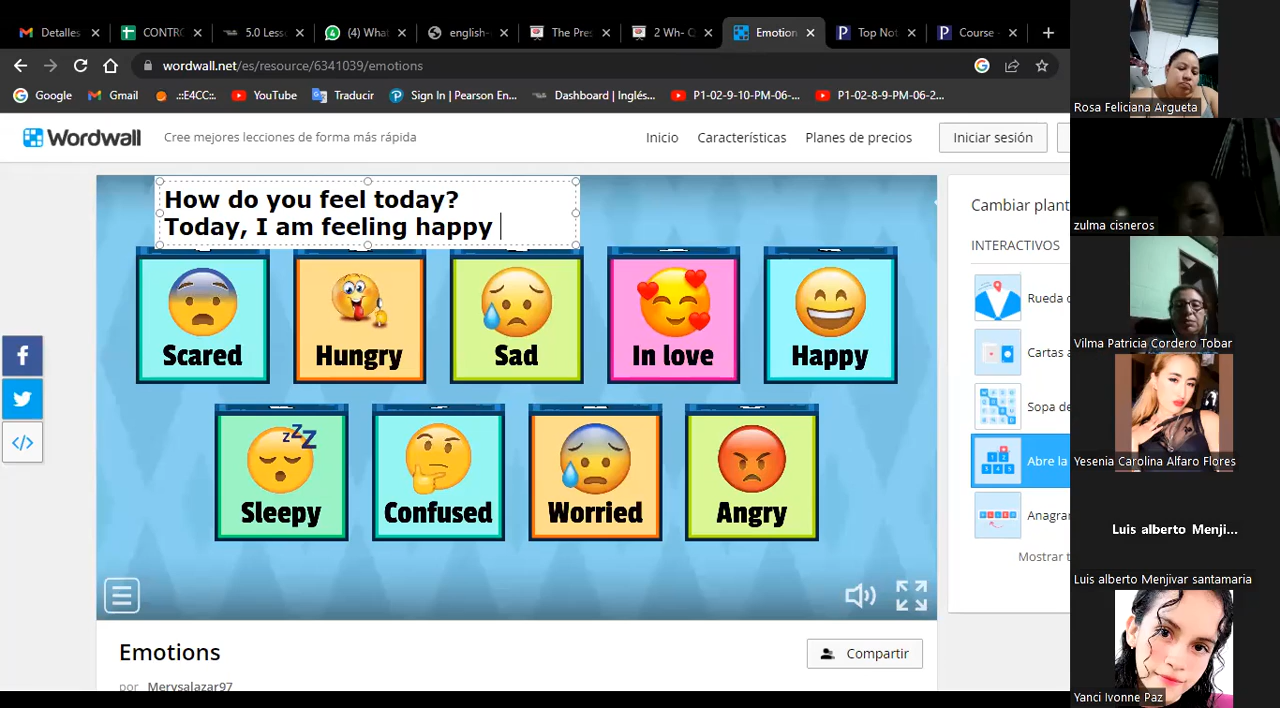 Detalles
CONTRO
5.0 Less
(4) What
english-
The Pres
2 Wh- Q
Emotion
Top Not
Course -
wordwall.net/es/resource/6341039/emotions
Google
Gmail
.::E4CC::.
YouTube
Traducir
Sign In | Pearson En...
Dashboard | Inglés,...
P1-02-9-10-PM-06-...
P1-02-8-9-PM-06-2...
Wordwall
Cree mejores lecciones de forma más rápida
Inicio
Características
Planes de precios
Iniciar sesión
How do you feel today?
Today, I am feeling happy
Scared
Hungry
Sad
In love
Happy
Sleepy
Confused
Worried
Angry
Cambiar plant
INTERACTIVOS
Rueda d
Cartas a
Sopa de
Abre la
Anagra
Mostrar t
Emotions
por Merysalazar97
Compartir
Rosa Feliciana Argueta
zulma cisneros
Vilma Patricia Cordero Tobar
Yesenia Carolina Alfaro Flores
Luis alberto Menji...
Luis alberto Menjivar santamaria
Yanci Ivonne Paz